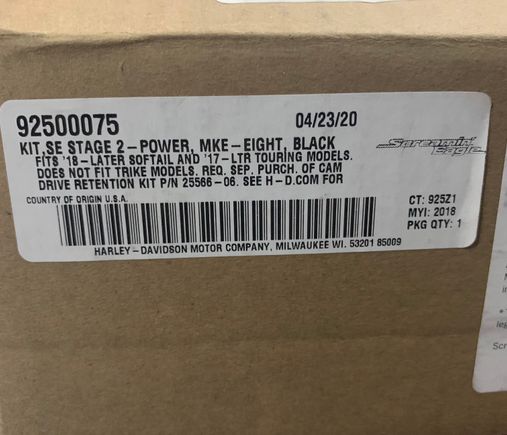 92500075 04/23/20
KIT,SE STAGE 2-POWER, MKE-EIGHT, BLACK
FITS '18-LATER SOFTAIL AND '17-LTR TOURING MODELS.
DOES NOT FIT TRIKE MODELS. REQ. SEP. PURCH. OF CAM
DRIVE RETENTION KIT P/N 25566-06. SEE H-D.COM FOR
Screamin' Eagle
COUNTRY OF ORIGIN U.S.A.
CT: 925Z1
MYI: 2018
PKG QTY: 1
HARLEY-DAVIDSON MOTOR COMPANY, MILWAUKEE WI. 53201 85009
it
leg
Scr